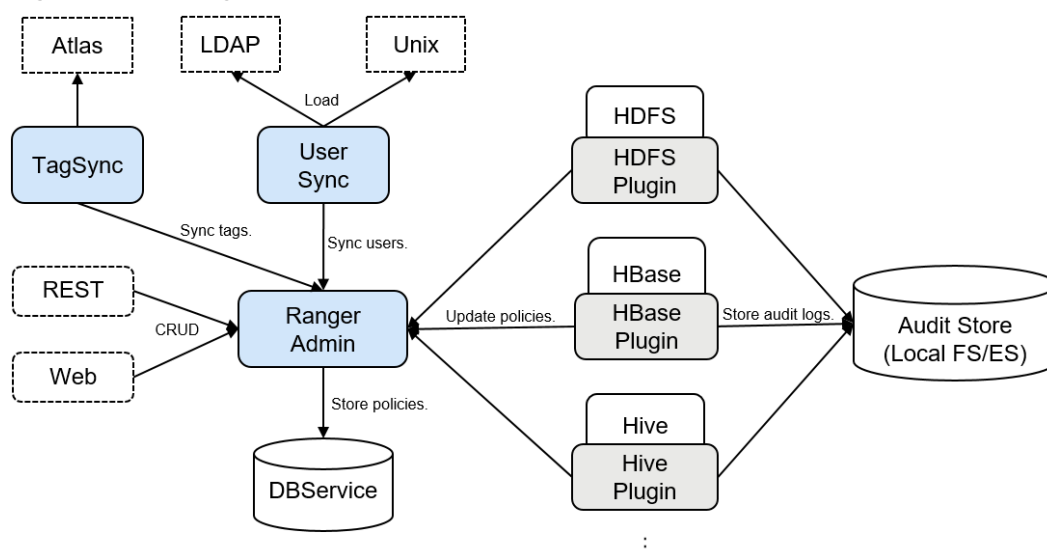 Atlas
LDAP
Unix
Load
TagSync
User
Sync
HDFS
HDFS
Plugin
Sync tags.
Sync users.
REST
Web
CRUD
Ranger
Admin
Update policies.
HBase
HBase
Plugin
Store audit logs.
Audit Store
(Local FS/ES)
Store policies.
DBService
Hive
Hive
Plugin
: